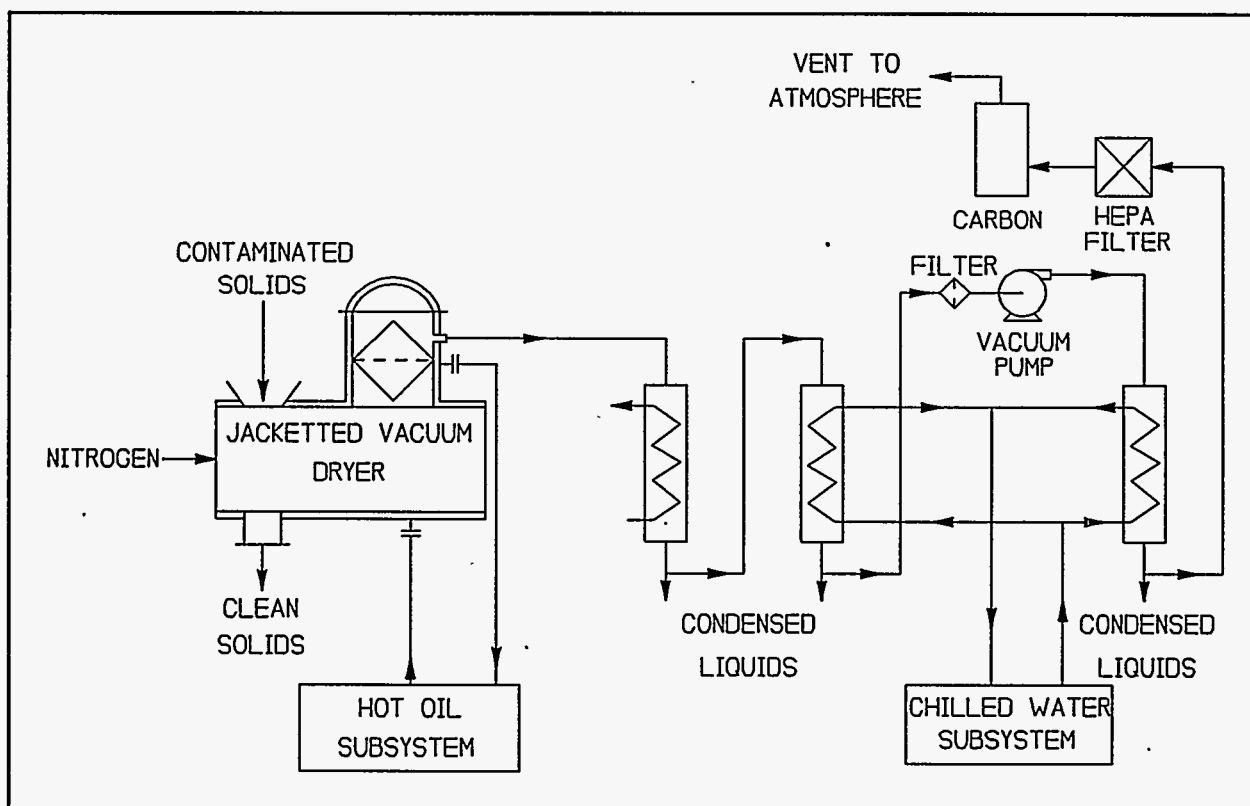 VENT TO
ATMOSPHERE
CARBON
HEPA
FILTER
CONTAMINATED
SOLIDS
FILTER
VACUUM
PUMP
JACKETTED VACUUM
DRYER
NITROGEN
CLEAN
SOLIDS
CONDENSED
LIQUIDS
CONDENSED
LIQUIDS
HOT OIL
SUBSYSTEM
CHILLED WATER
SUBSYSTEM